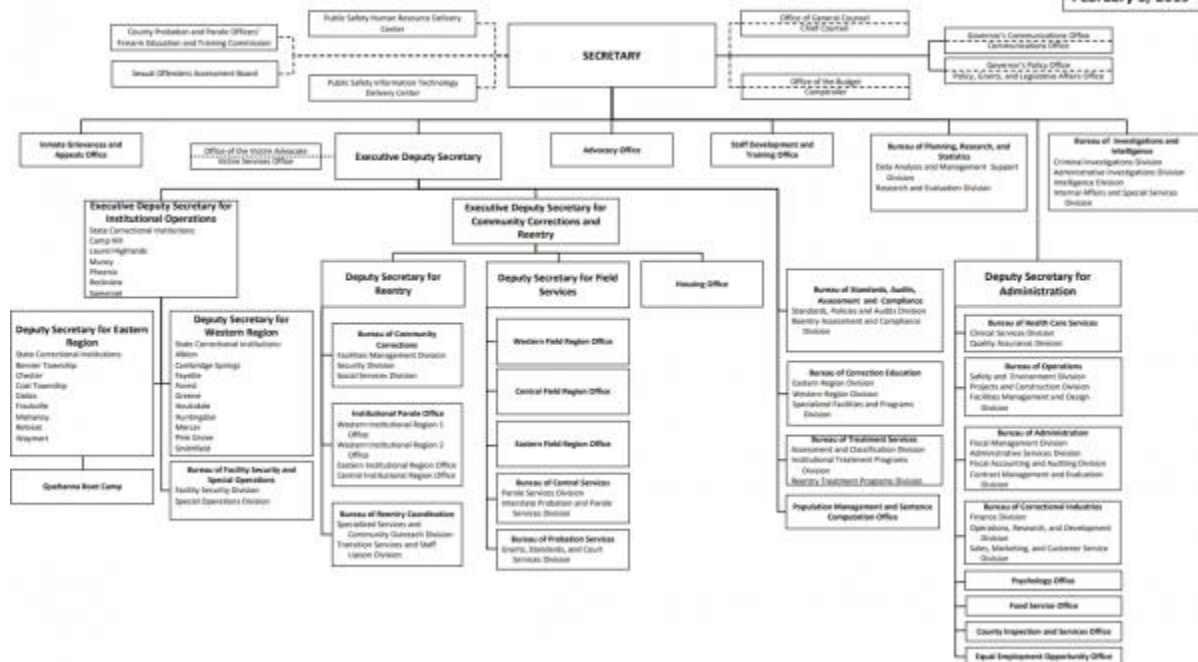 County Probation and Parole Officers'
Firearm Education and Training Commission
Sexual Offenders Assessment Board
Public Safety Human Resource Delivery
Center
Public Safety Information Technology
Delivery Center
SECRETARY
Office of General Counsel
Chief Counsel
Office of the Budget
Comptroller
Governor's Communications Office
Communications Office
Governor's Policy Office
Policy, Grants, and Legislative Affairs Office
Inmate Grievances and
Appeals Office
Office of the Victim Advocate
Victim Services Office
Executive Deputy Secretary
Advocacy Office
Staff Development and
Training Office
Bureau of Planning, Research, and
Statistics
Data Analysis and Management Support
Division
Research and Evaluation Division
Bureau of Investigations and
Intelligence
Criminal Investigations Division
Administrative Investigations Division
Intelligence Division
Internal Affairs and Special Services
Division
Executive Deputy Secretary for
Institutional Operations
State Correctional Institutions:
Camp Hill
Laurel Highlands
Muncy
Phoenix
Rockview
Somerset
Executive Deputy Secretary for
Community Corrections and
Reentry
Deputy Secretary for Eastern
Region
State Correctional Institutions:
Benner Township
Chester
Coal Township
Dallas
Frackville
Mahanoy
Retreat
Waymart
Quehanna Boot Camp
Deputy Secretary for
Western Region
State Correctional Institutions:
Albion
Cambridge Springs
Fayette
Forest
Greene
Houtzdale
Huntingdon
Mercer
Pine Grove
Smithfield
Bureau of Facility Security and
Special Operations
Facility Security Division
Special Operations Division
Deputy Secretary for
Reentry
Bureau of Community
Corrections
Facilities Management Division
Security Division
Social Services Division
Institutional Parole Office
Western Institutional Region 1
Office
Western Institutional Region 2
Office
Eastern Institutional Region Office
Central Institutional Region Office
Bureau of Reentry Coordination
Specialized Services and
Community Outreach Division
Transition Services and Staff
Liaison Division
Deputy Secretary for Field
Services
Western Field Region Office
Central Field Region Office
Eastern Field Region Office
Bureau of Central Services
Parole Services Division
Interstate Probation and Parole
Services Division
Bureau of Probation Services
Grants, Standards, and Court
Services Division
Housing Office
Bureau of Standards, Audits,
Assessment and Compliance
Standards, Policies and Audits Division
Reentry Assessment and Compliance
Division
Bureau of Correction Education
Eastern Region Division
Western Region Division
Specialized Facilities and Programs
Division
Bureau of Treatment Services
Assessment and Classification Division
Institutional Treatment Programs
Division
Reentry Treatment Programs Division
Population Management and Sentence
Computation Office
Deputy Secretary for
Administration
Bureau of Health Care Services
Clinical Services Division
Quality Assurance Division
Bureau of Operations
Safety and Environment Division
Projects and Construction Division
Facilities Management and Design
Division
Bureau of Administration
Fiscal Management Division
Administrative Services Division
Fiscal Accounting and Auditing Division
Contract Management and Evaluation
Division
Bureau of Correctional Industries
Finance Division
Operations, Research, and Development
Division
Sales, Marketing, and Customer Service
Division
Psychology Office
Food Service Office
County Inspection and Services Office
Equal Employment Opportunity Office